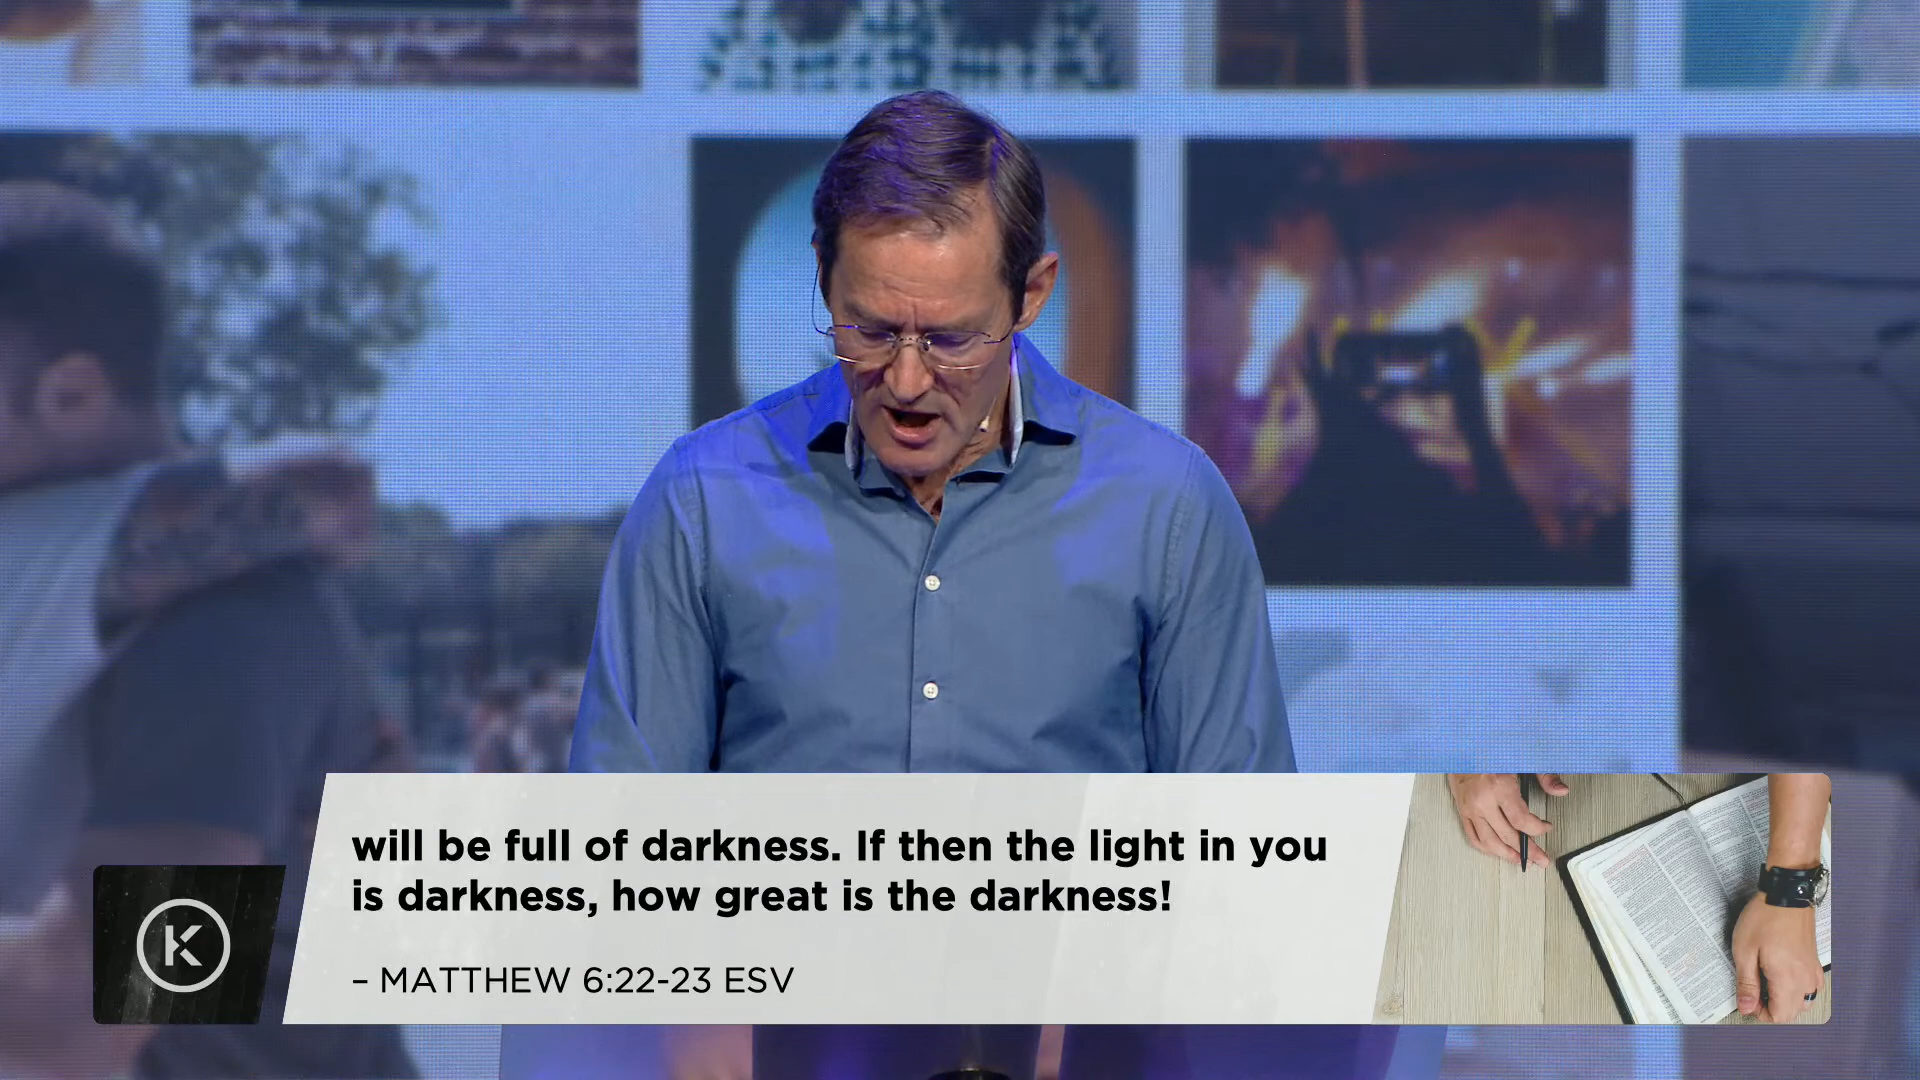 will be full of darkness. If then the light in you
is darkness, how great is the darkness!
– MATTHEW 6:22-23 ESV
K